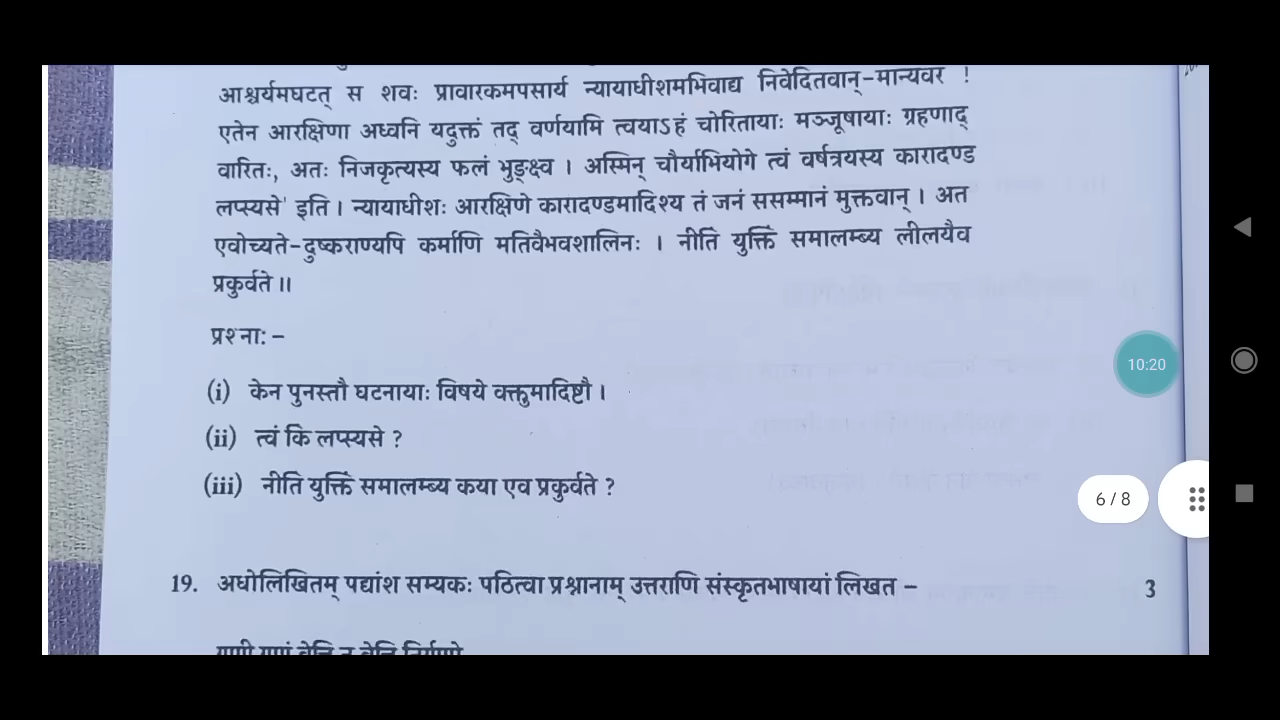 आश्चर्यमघटत् स शवः प्रावारकमपसार्य न्यायाधीशमभिवाद्य निवेदितवान्-मान्यवर !
एतेन आरक्षिणा अध्वनि यदुक्तं तद् वर्णयामि त्वयाऽहं चोरितायाः मञ्जूषायाः ग्रहणाद्
वारितः, अतः निजकृत्यस्य फलं भुङ्क्ष्व । अस्मिन् चौर्याभियोगे त्वं वर्षत्रयस्य कारादण्ड
लप्स्यसे' इति । न्यायाधीशः आरक्षिणे कारादण्डमादिश्य तं जनं ससम्मानं मुक्तवान् । अत
एवोच्यते-दुष्कराण्यपि कर्माणि मतिवैभवशालिनः । नीतिं युक्तिं समालम्ब्य लीलयैव
प्रकुर्वते ॥
प्रश्ना: -
(i) केन पुनस्तौ घटनायाः विषये वक्तुमादिष्टौ ।
(ii) त्वं किं लप्स्यसे ?
(iii) नीतिं युक्तिं समालम्ब्य कया एव प्रकुर्वते ?
10:20
6 / 8
19. अधोलिखितम् पद्यांश सम्यकः पठित्वा प्रश्नानाम् उत्तराणि संस्कृतभाषायां लिखत – 3